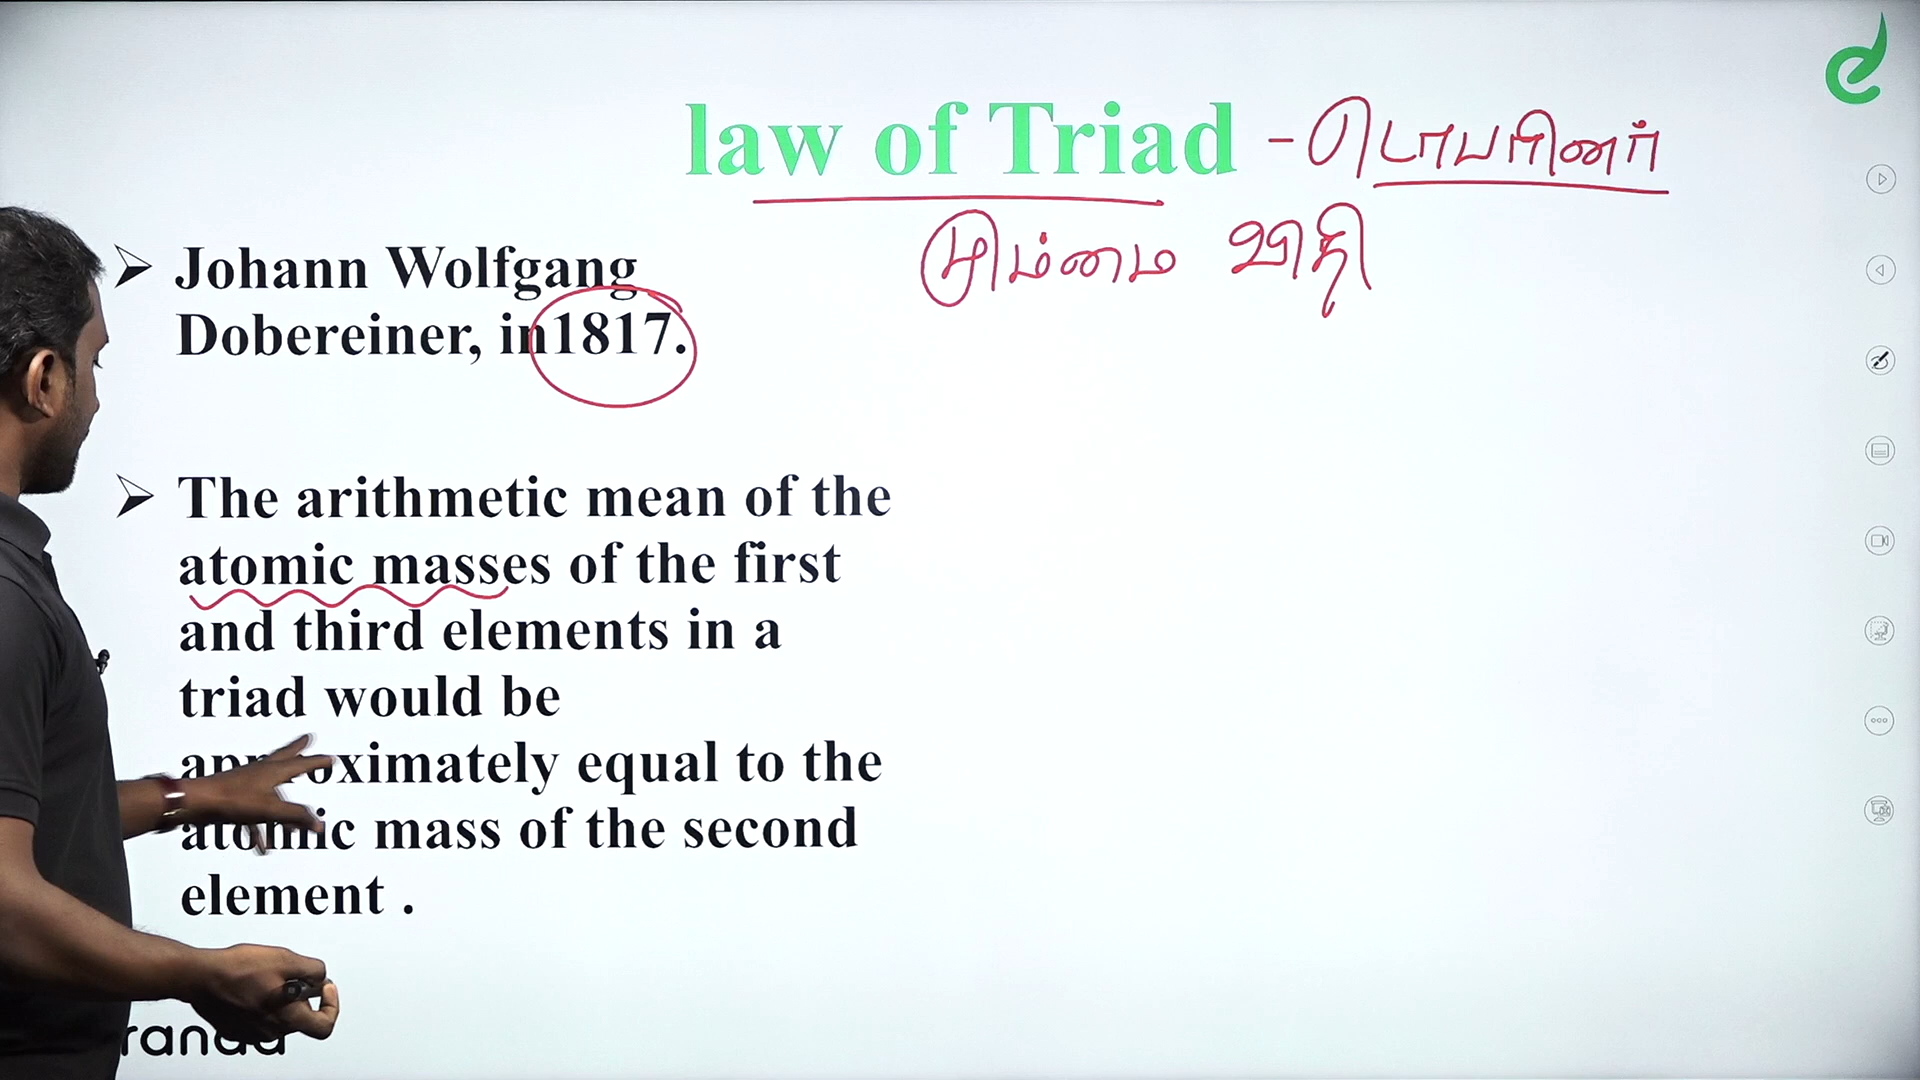 law of Triad - டொபரினர்
மும்மை விதி
Johann Wolfgang
Dobereiner, in1817.
The arithmetic mean of the
atomic masses of the first
and third elements in a
triad would be
approximately equal to the
atomic mass of the second
element .